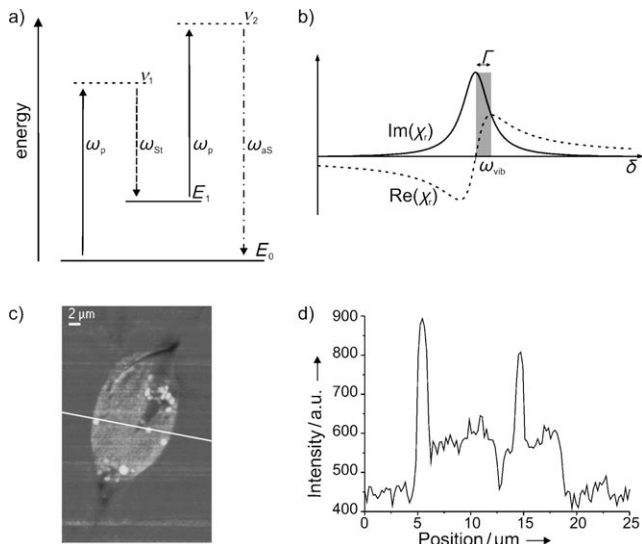 a)
energy
ν₁
ν₂
ωₚ
ωSt
ωₚ
ωaS
E₁
E₀
b)
Γ
Im(χᵣ)
ωvib
δ
Re(χᵣ)
c)
2 µm
d)
900
800
700
600
500
400
Intensity / a.u.
0
5
10
15
20
25
Position / um